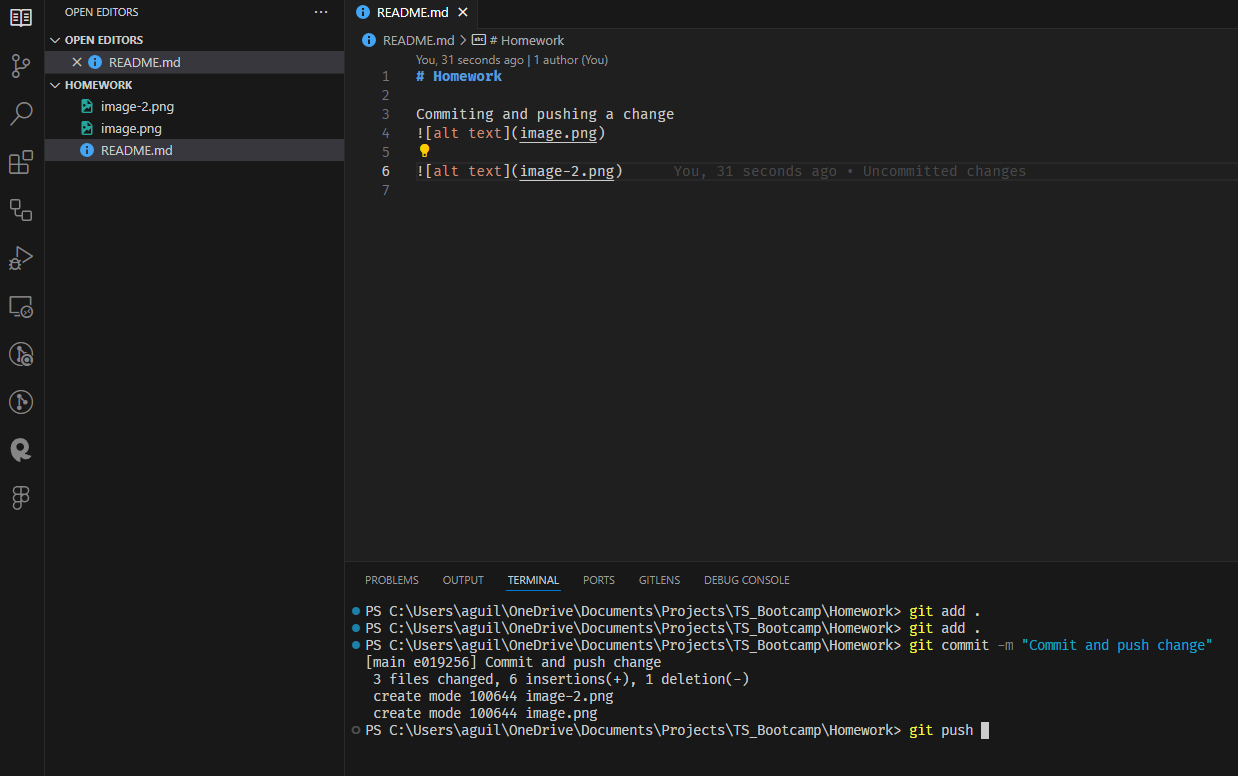 OPEN EDITORS ···
OPEN EDITORS
README.md
HOMEWORK
image-2.png
image.png
README.md
README.md
README.md > # Homework
You, 31 seconds ago | 1 author (You)
1 # Homework
2
3 Commiting and pushing a change
4 ![alt text](image.png)
5
6 ![alt text](image-2.png) You, 31 seconds ago • Uncommitted changes
7
PROBLEMS OUTPUT TERMINAL PORTS GITLENS DEBUG CONSOLE
PS C:\Users\aguil\OneDrive\Documents\Projects\TS_Bootcamp\Homework> git add .
PS C:\Users\aguil\OneDrive\Documents\Projects\TS_Bootcamp\Homework> git add .
PS C:\Users\aguil\OneDrive\Documents\Projects\TS_Bootcamp\Homework> git commit -m "Commit and push change"
[main e019256] Commit and push change
3 files changed, 6 insertions(+), 1 deletion(-)
create mode 100644 image-2.png
create mode 100644 image.png
PS C:\Users\aguil\OneDrive\Documents\Projects\TS_Bootcamp\Homework> git push